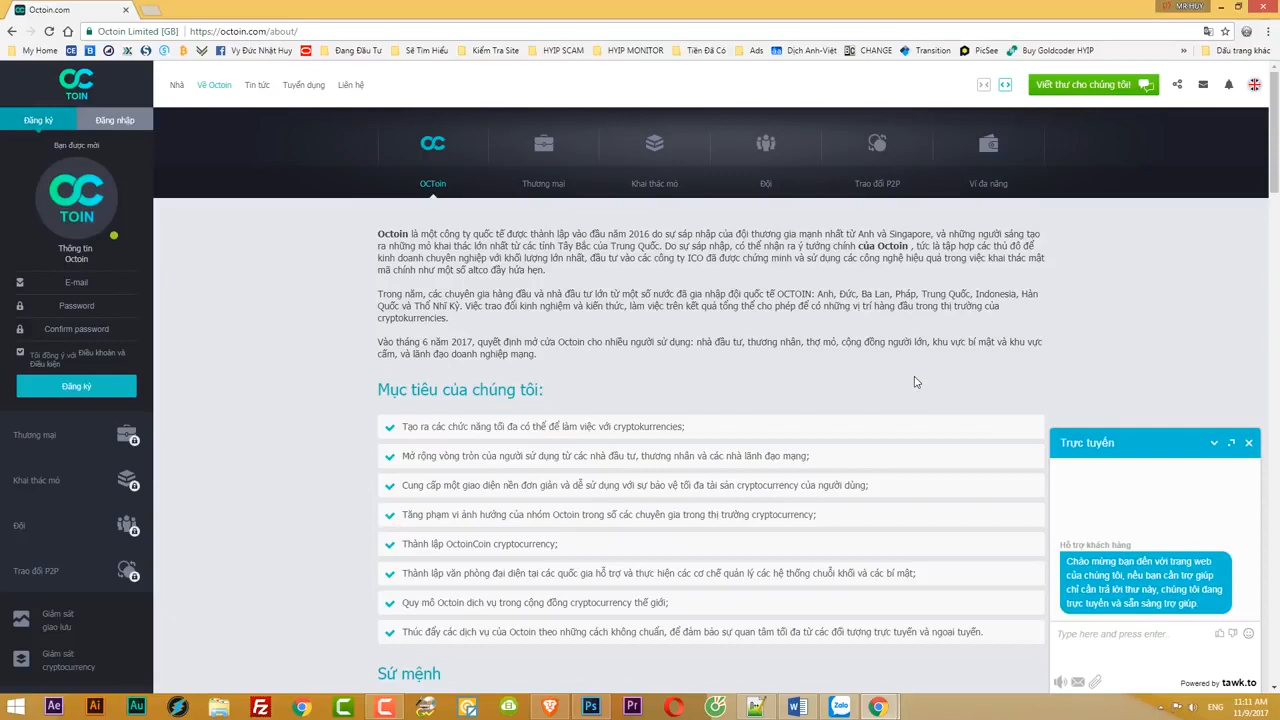 Octoin.com
MR HUY
Octoin Limited [GB] https://octoin.com/about/
My Home
Vy Đứct Nhật Huy
Đang Đầu Tư
Sẽ Tìm Hiểu
Kiểm Tra Site
HYIP SCAM
HYIP MONITOR
Tiền Đã Có
Ads
Dịch Anh-Việt
CHANGE
Transition
PicSee
Buy Goldcoder HYIP
Dấu trang khác
OC
TOIN
Nhà
Về Octoin
Tin tức
Tuyển dụng
Liên hệ
Viết thư cho chúng tôi!
Đăng ký
Đăng nhập
Bạn được mời
OC
TOIN
Thông tin
Octoin
E-mail
Password
Confirm password
Tôi đồng ý với Điều khoản và
Điều kiện
Đăng ký
Thương mại
Khai thác mỏ
Đội
Trao đổi P2P
Giám sát
giao lưu
Giám sát
cryptocurrency
OCToin
Thương mại
Khai thác mỏ
Đội
Trao đổi P2P
Ví đa năng
Octoin là một công ty quốc tế được thành lập vào đầu năm 2016 do sự sáp nhập của đội thương gia mạnh nhất từ Anh và Singapore, và những người sáng tạo
ra những mỏ khai thác lớn nhất từ các tỉnh Tây Bắc của Trung Quốc. Do sự sáp nhập, có thể nhận ra ý tưởng chính của Octoin , tức là tập hợp các thủ đô để
kinh doanh chuyên nghiệp với khối lượng lớn nhất, đầu tư vào các công ty ICO đã được chứng minh và sử dụng các công nghệ hiệu quả trong việc khai thác mật
mã chính như một số altco đầy hứa hẹn.
Trong năm, các chuyên gia hàng đầu và nhà đầu tư lớn từ một số nước đã gia nhập đội quốc tế OCTOIN: Anh, Đức, Ba Lan, Pháp, Trung Quốc, Indonesia, Hàn
Quốc và Thổ Nhĩ Kỳ. Việc trao đổi kinh nghiệm và kiến thức, làm việc trên kết quả tổng thể cho phép để có những vị trí hàng đầu trong thị trường của
cryptocurrencies.
Vào tháng 6 năm 2017, quyết định mở cửa Octoin cho nhiều người sử dụng: nhà đầu tư, thương nhân, thợ mỏ, cộng đồng người lớn, khu vực bí mật và khu vực
cấm, và lãnh đạo doanh nghiệp mạng.
Mục tiêu của chúng tôi:
Tạo ra các chức năng tối đa có thể để làm việc với cryptokurrencies;
Mở rộng vòng tròn của người sử dụng từ các nhà đầu tư, thương nhân và các nhà lãnh đạo mạng;
Cung cấp một giao diện nền đơn giản và dễ sử dụng với sự bảo vệ tối đa tài sản cryptocurrency của người dùng;
Tăng phạm vi ảnh hưởng của nhóm Octoin trong số các chuyên gia trong thị trường cryptocurrency;
Thành lập OctoinCoin cryptocurrency;
Thành lập văn phòng đại diện tại các quốc gia hỗ trợ và thực hiện các cơ chế quản lý các hệ thống chuỗi khối và các bí mật;
Quy mô Octoin dịch vụ trong cộng đồng cryptocurrency thế giới;
Thúc đẩy các dịch vụ của Octoin theo những cách không chuẩn, để đảm bảo sự quan tâm tối đa từ các đối tượng trực tuyến và ngoại tuyến.
Sứ mệnh
Trực tuyến
Hỗ trợ khách hàng
Chào mừng bạn đến với trang web
của chúng tôi, nếu bạn cần trợ giúp
chỉ cần trả lời thư này, chúng tôi đang
trực tuyến và sẵn sàng trợ giúp.
Type here and press enter..
Powered by tawk.to
ENG
11:11 AM
11/9/2017